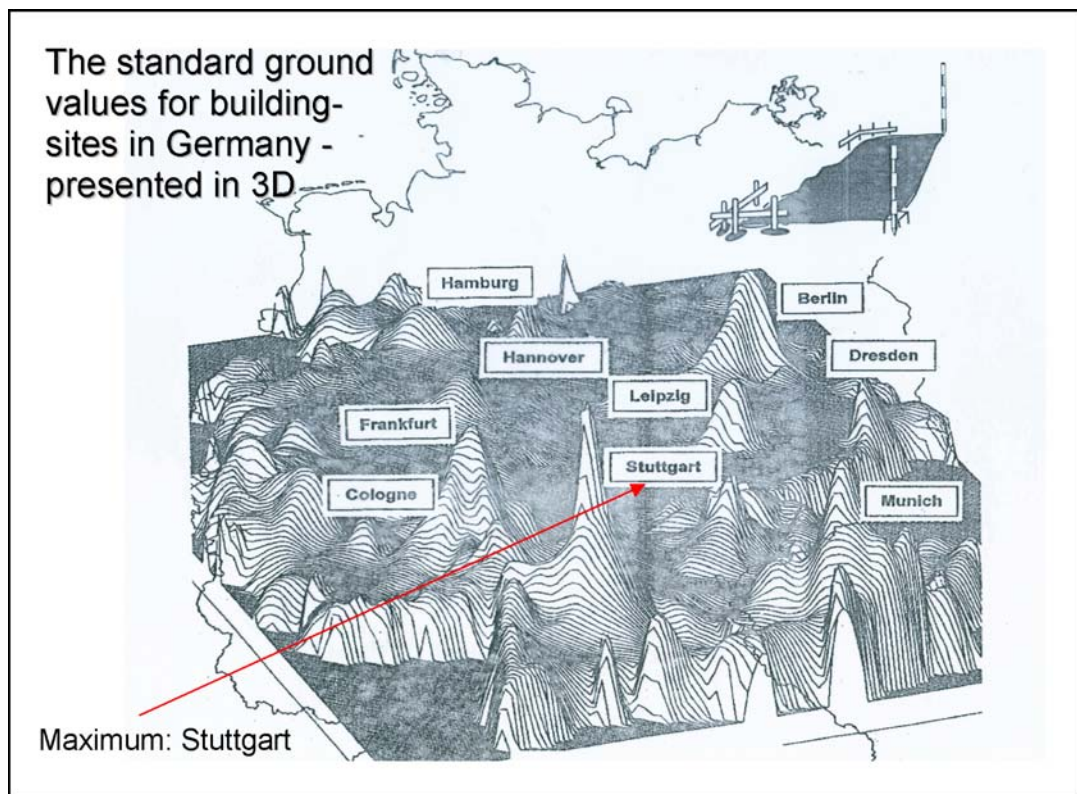 The standard ground
values for building-
sites in Germany -
presented in 3D
Hamburg
Berlin
Hannover
Dresden
Leipzig
Frankfurt
Stuttgart
Cologne
Munich
Maximum: Stuttgart